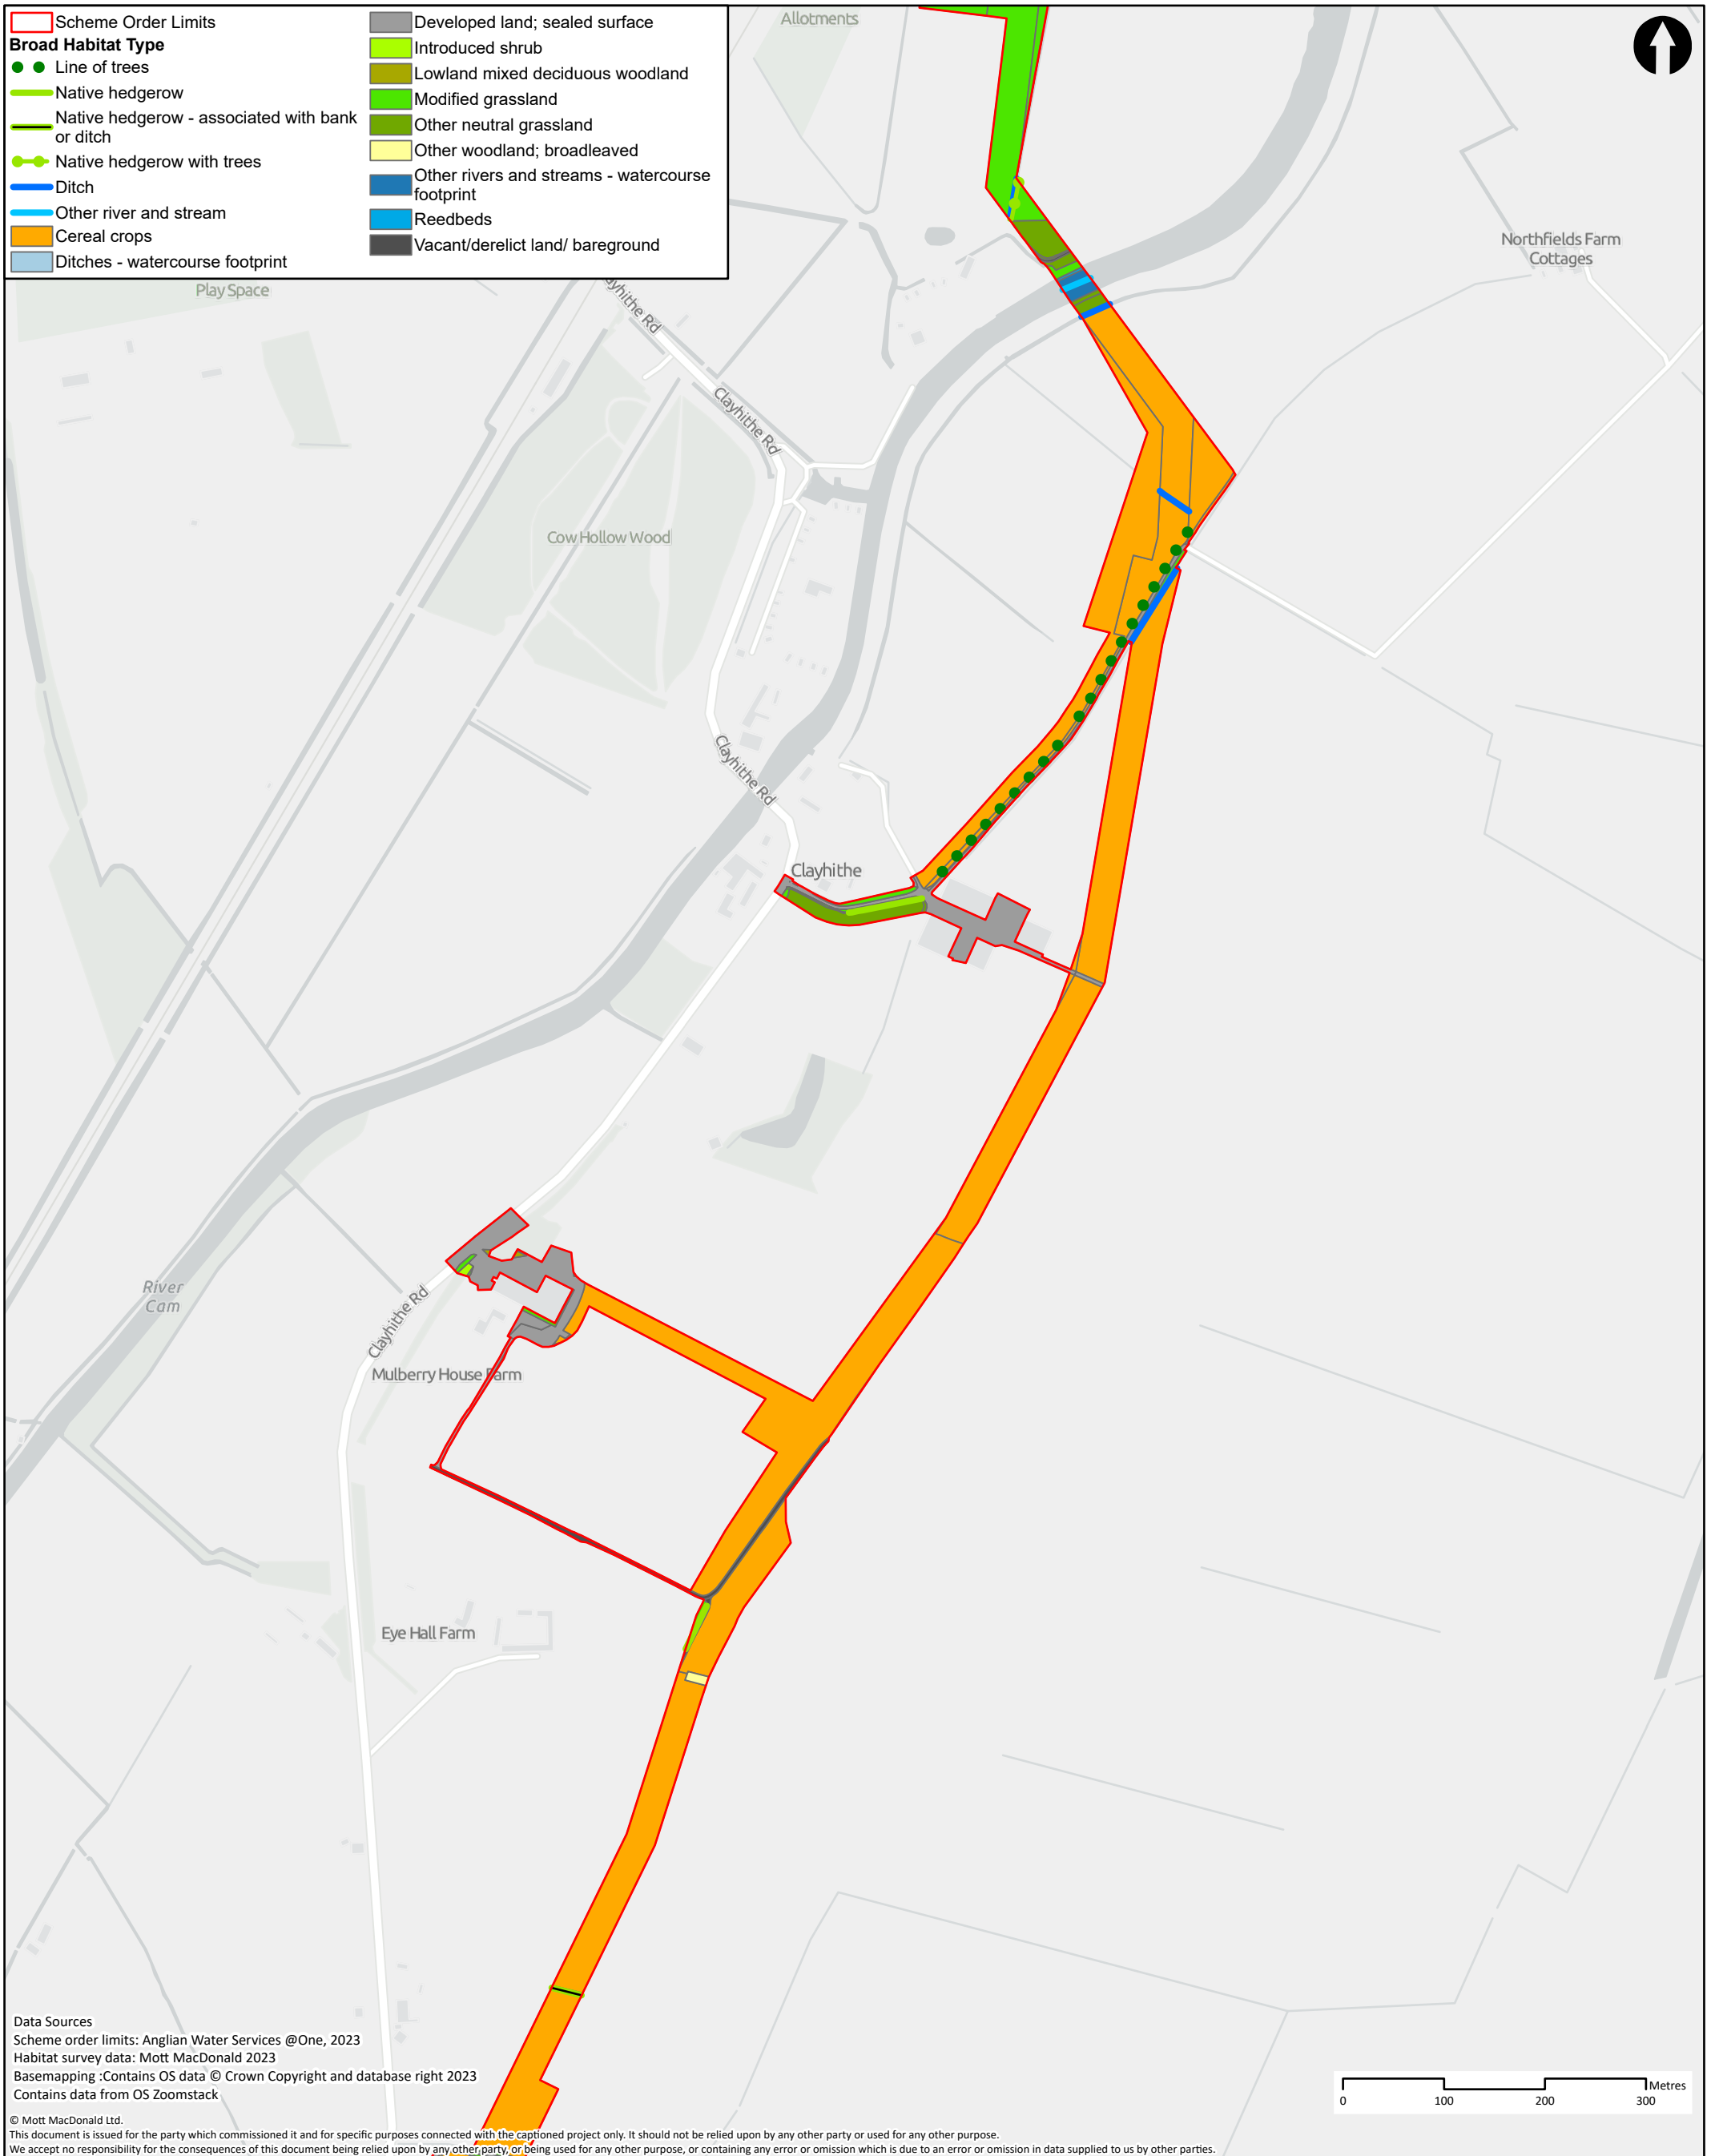 Scheme Order Limits
Broad Habitat Type
Line of trees
Native hedgerow
Native hedgerow - associated with bank
or ditch
Native hedgerow with trees
Ditch
Other river and stream
Cereal crops
Ditches - watercourse footprint
Developed land; sealed surface
Introduced shrub
Lowland mixed deciduous woodland
Modified grassland
Other neutral grassland
Other woodland; broadleaved
Other rivers and streams - watercourse
footprint
Reedbeds
Vacant/derelict land/ bareground
Allotments
Northfields Farm
Cottages
Play Space
ayhithe Rd
Clayhithe Rd
Cow Hollow Wood
Clayhithe Rd
Clayhithe
River
Cam
Clayhithe Rd
Mulberry House Farm
Eye Hall Farm
Data Sources
Scheme order limits: Anglian Water Services @One, 2023
Habitat survey data: Mott MacDonald 2023
Basemapping :Contains OS data © Crown Copyright and database right 2023
Contains data from OS Zoomstack
© Mott MacDonald Ltd.
This document is issued for the party which commissioned it and for specific purposes connected with the captioned project only. It should not be relied upon by any other party or used for any other purpose.
We accept no responsibility for the consequences of this document being relied upon by any other party, or being used for any other purpose, or containing any error or omission which is due to an error or omission in data supplied to us by other parties.
Metres
0 100 200 300